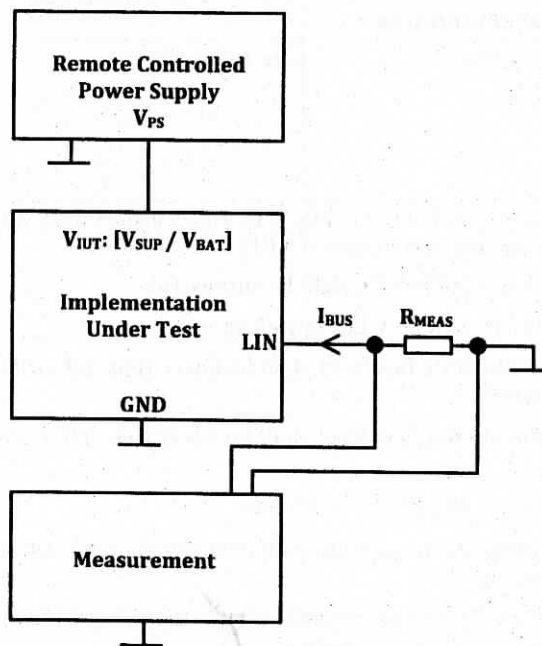 Remote Controlled
Power Supply
VPS
VIUT: [VSUP / VBAT]
Implementation
Under Test
LIN
IBUS
RMEAS
GND
Measurement